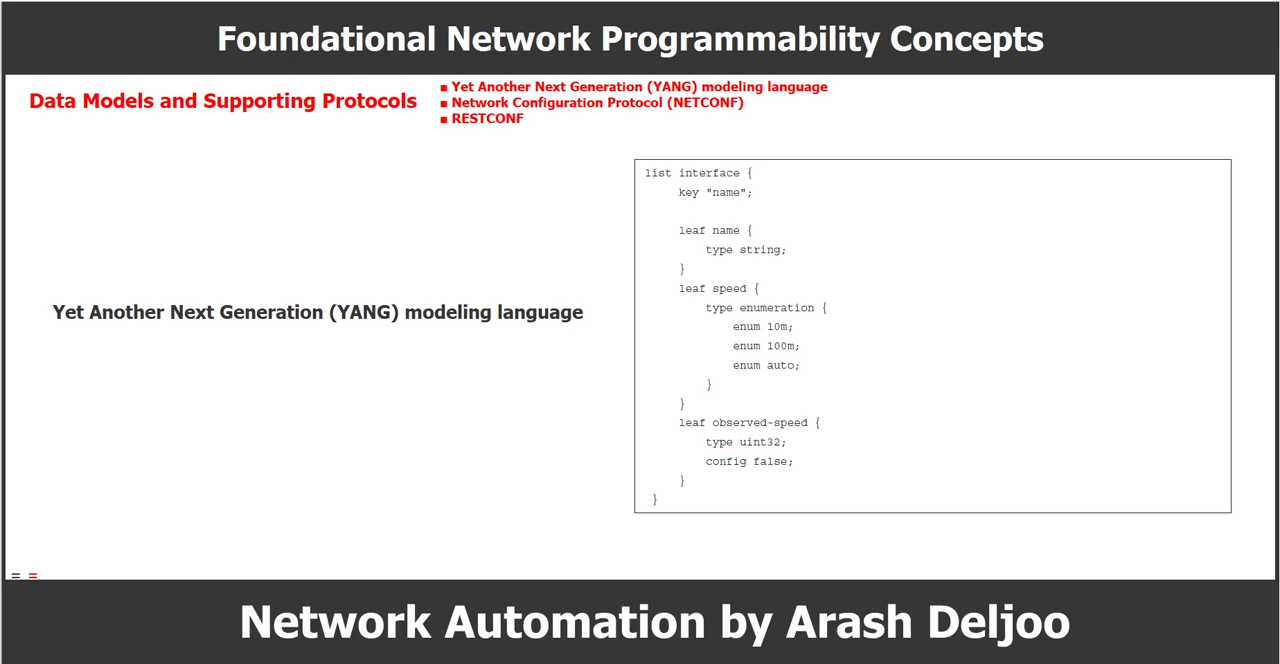 Foundational Network Programmability Concepts
Data Models and Supporting Protocols
▪ Yet Another Next Generation (YANG) modeling language
▪ Network Configuration Protocol (NETCONF)
▪ RESTCONF
Yet Another Next Generation (YANG) modeling language
list interface {
key "name";
leaf name {
type string;
}
leaf speed {
type enumeration {
enum 10m;
enum 100m;
enum auto;
}
}
leaf observed-speed {
type uint32;
config false;
}
}
= =
Network Automation by Arash Deljoo